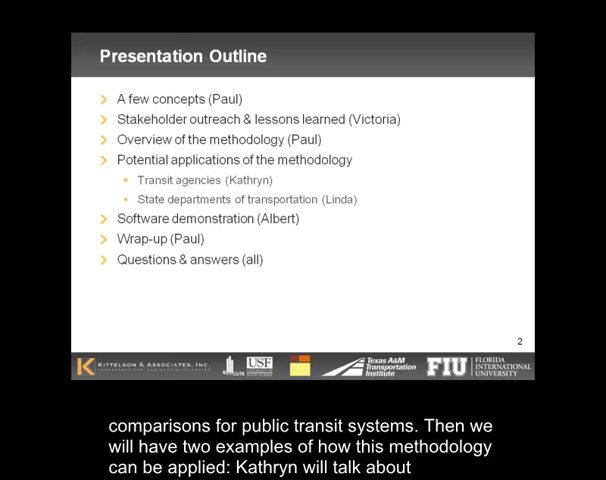 Presentation Outline
A few concepts (Paul)
Stakeholder outreach & lessons learned (Victoria)
Overview of the methodology (Paul)
Potential applications of the methodology
Transit agencies (Kathryn)
State departments of transportation (Linda)
Software demonstration (Albert)
Wrap-up (Paul)
Questions & answers (all)
2
KITTELSON & ASSOCIATES, INC.
CUTR
USF
Texas A&M
Transportation
Institute
FIU
FLORIDA
INTERNATIONAL
UNIVERSITY
comparisons for public transit systems. Then we
will have two examples of how this methodology
can be applied: Kathryn will talk about